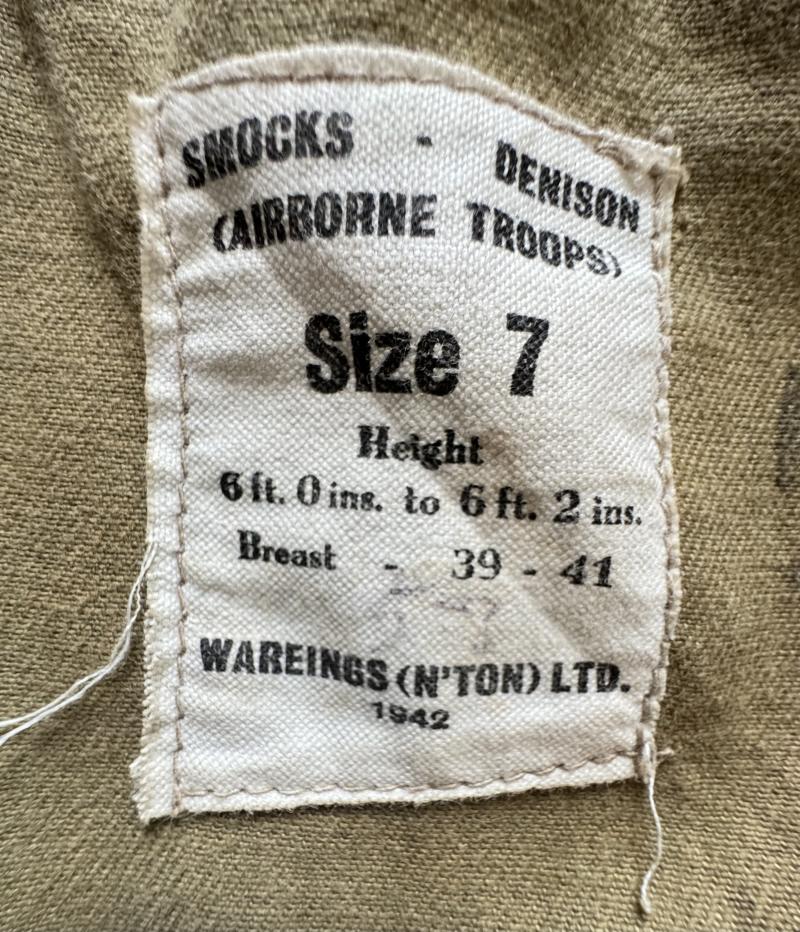 SMOCKS - DENISON
(AIRBORNE TROOPS)
Size 7
Height
6 ft. 0 ins. to 6 ft. 2 ins.
Breast - 39 - 41
WAREINGS (N'TON) LTD.
1942